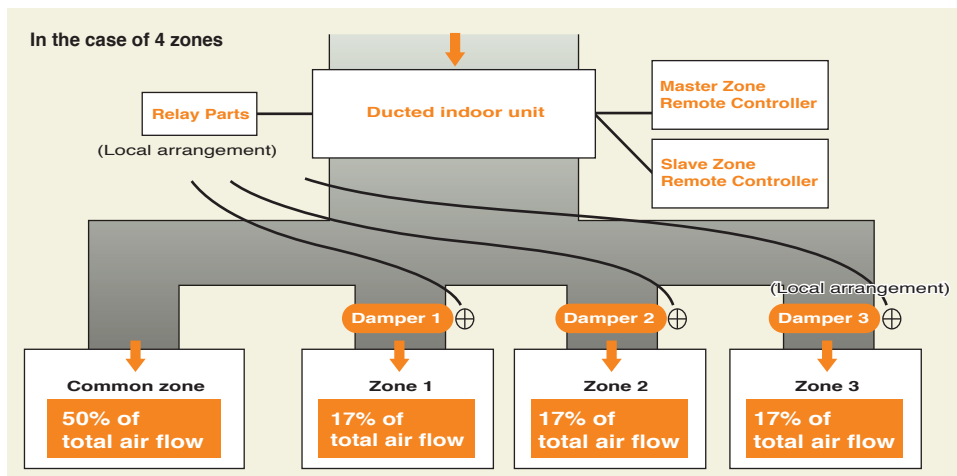 In the case of 4 zones
Relay Parts
(Local arrangement)
Ducted indoor unit
Master Zone
Remote Controller
Slave Zone
Remote Controller
(Local arrangement)
Damper 1
Damper 2
Damper 3
Common zone
50% of
total air flow
Zone 1
17% of
total air flow
Zone 2
17% of
total air flow
Zone 3
17% of
total air flow